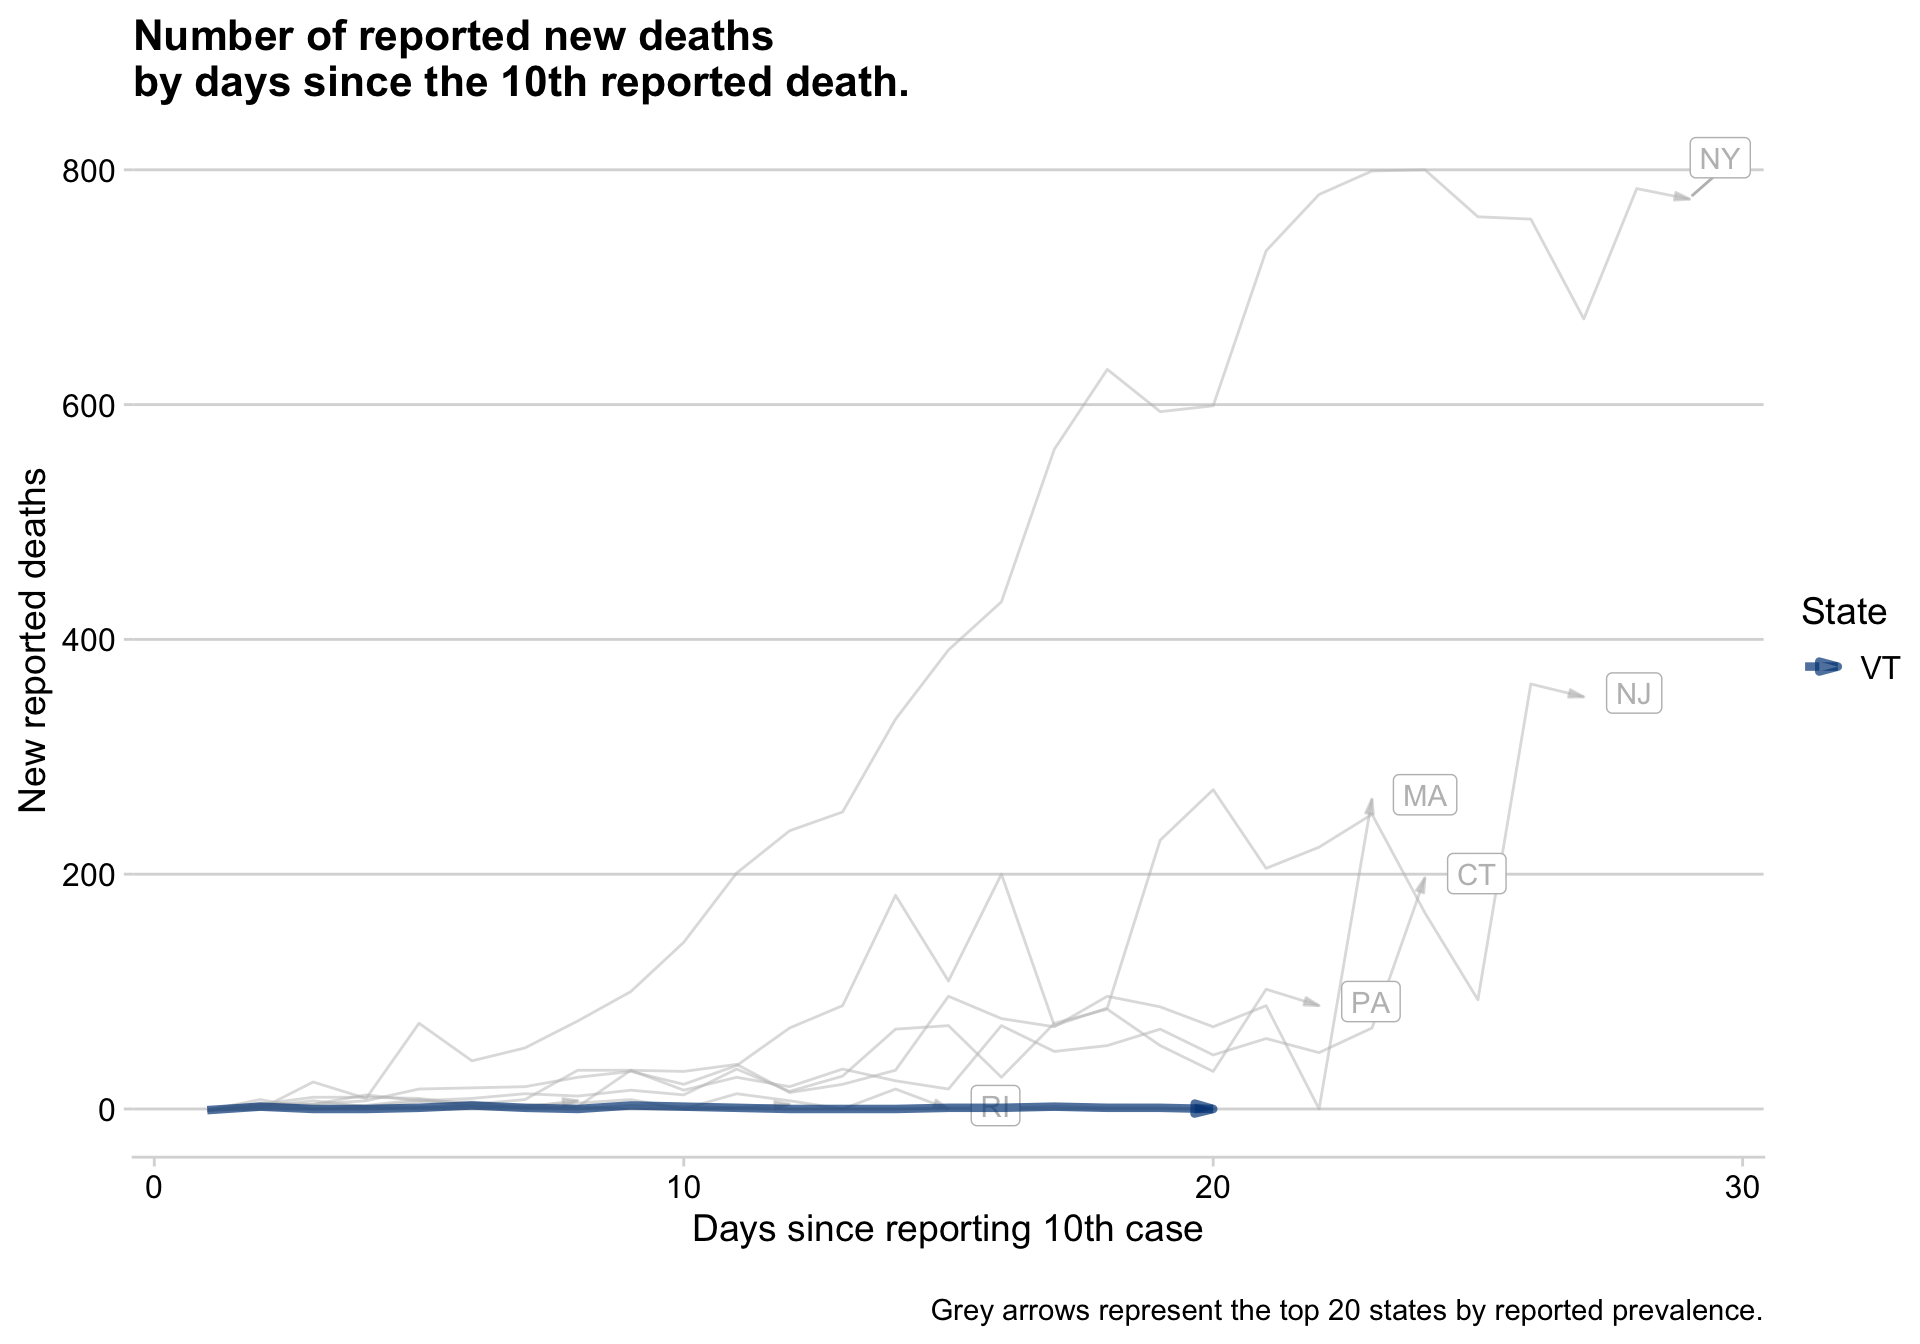 Number of reported new deaths
by days since the 10th reported death.
New reported deaths
800
600
400
200
0
NY
NJ
MA
CT
PA
RI
State
VT
0
10
20
30
Days since reporting 10th case
Grey arrows represent the top 20 states by reported prevalence.